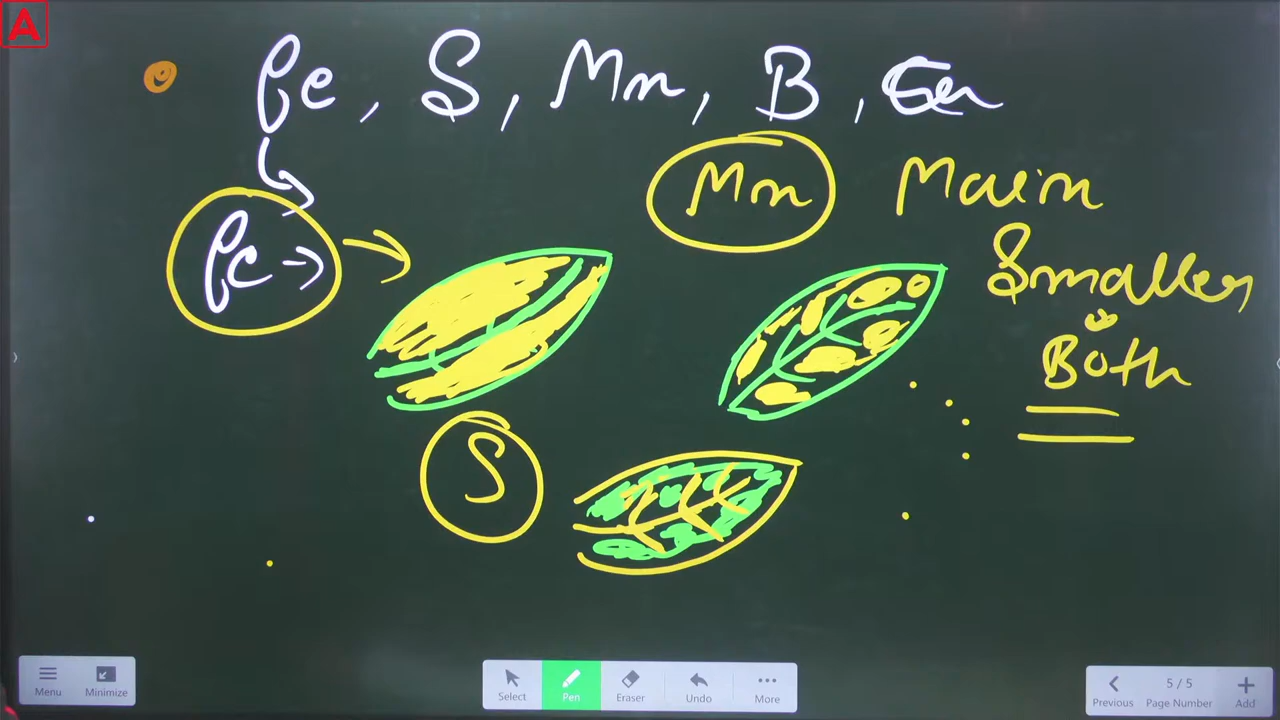 A
Fe, S, Mn, B,
Mn Main
Fe
Smaller
Both
S
Menu Minimize Select Pen Eraser Undo More Previous 5 / 5 Page Number Add